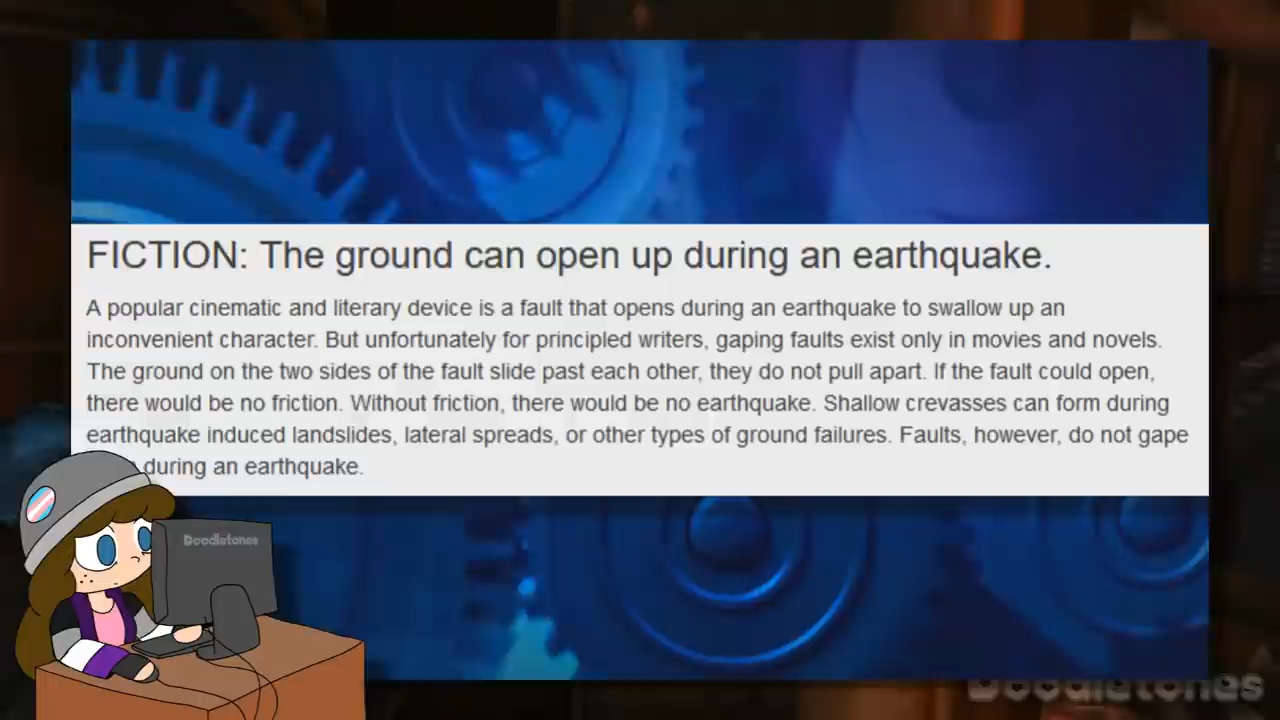 FICTION: The ground can open up during an earthquake.
A popular cinematic and literary device is a fault that opens during an earthquake to swallow up an
inconvenient character. But unfortunately for principled writers, gaping faults exist only in movies and novels.
The ground on the two sides of the fault slide past each other, they do not pull apart. If the fault could open,
there would be no friction. Without friction, there would be no earthquake. Shallow crevasses can form during
earthquake induced landslides, lateral spreads, or other types of ground failures. Faults, however, do not gape
during an earthquake.
Doodletones
Doodletones